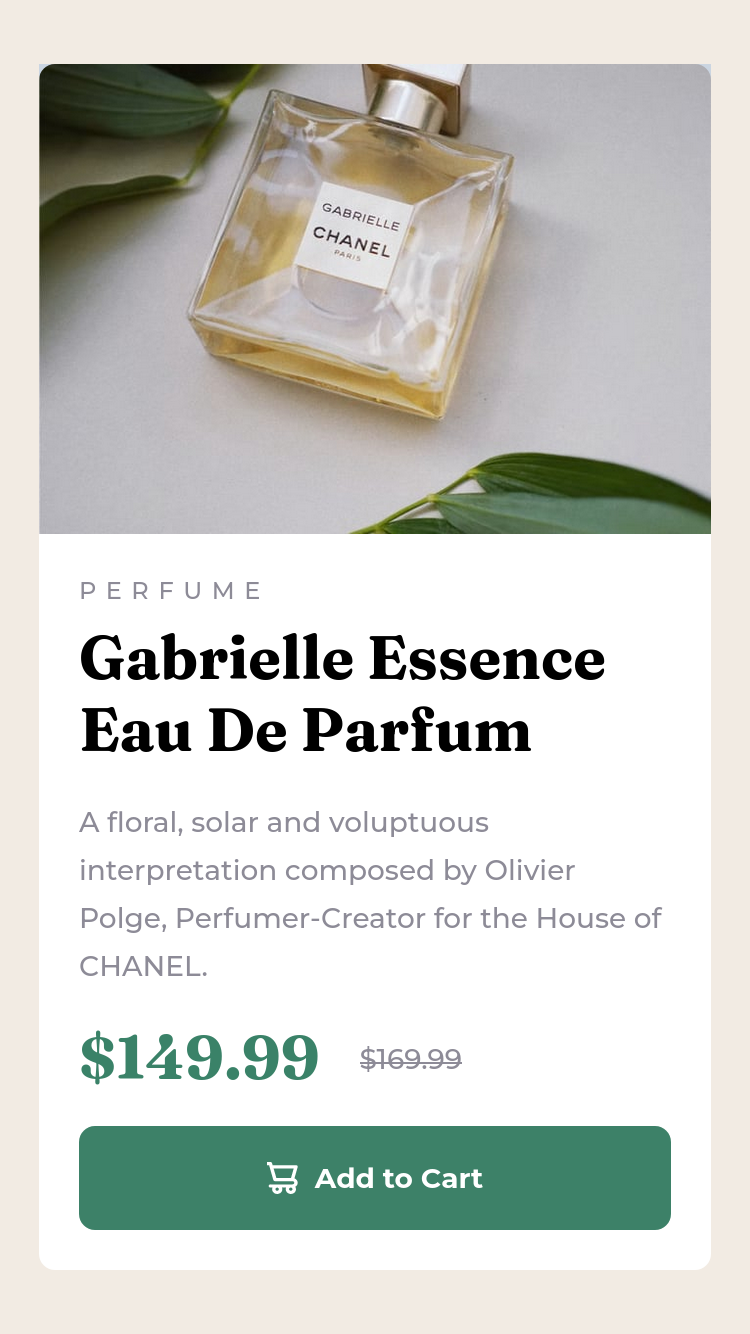 GABRIELLE
CHANEL
PARIS
PERFUME
Gabrielle Essence
Eau De Parfum
A floral, solar and voluptuous
interpretation composed by Olivier
Polge, Perfumer-Creator for the House of
CHANEL.
$149.99 $169.99
Add to Cart